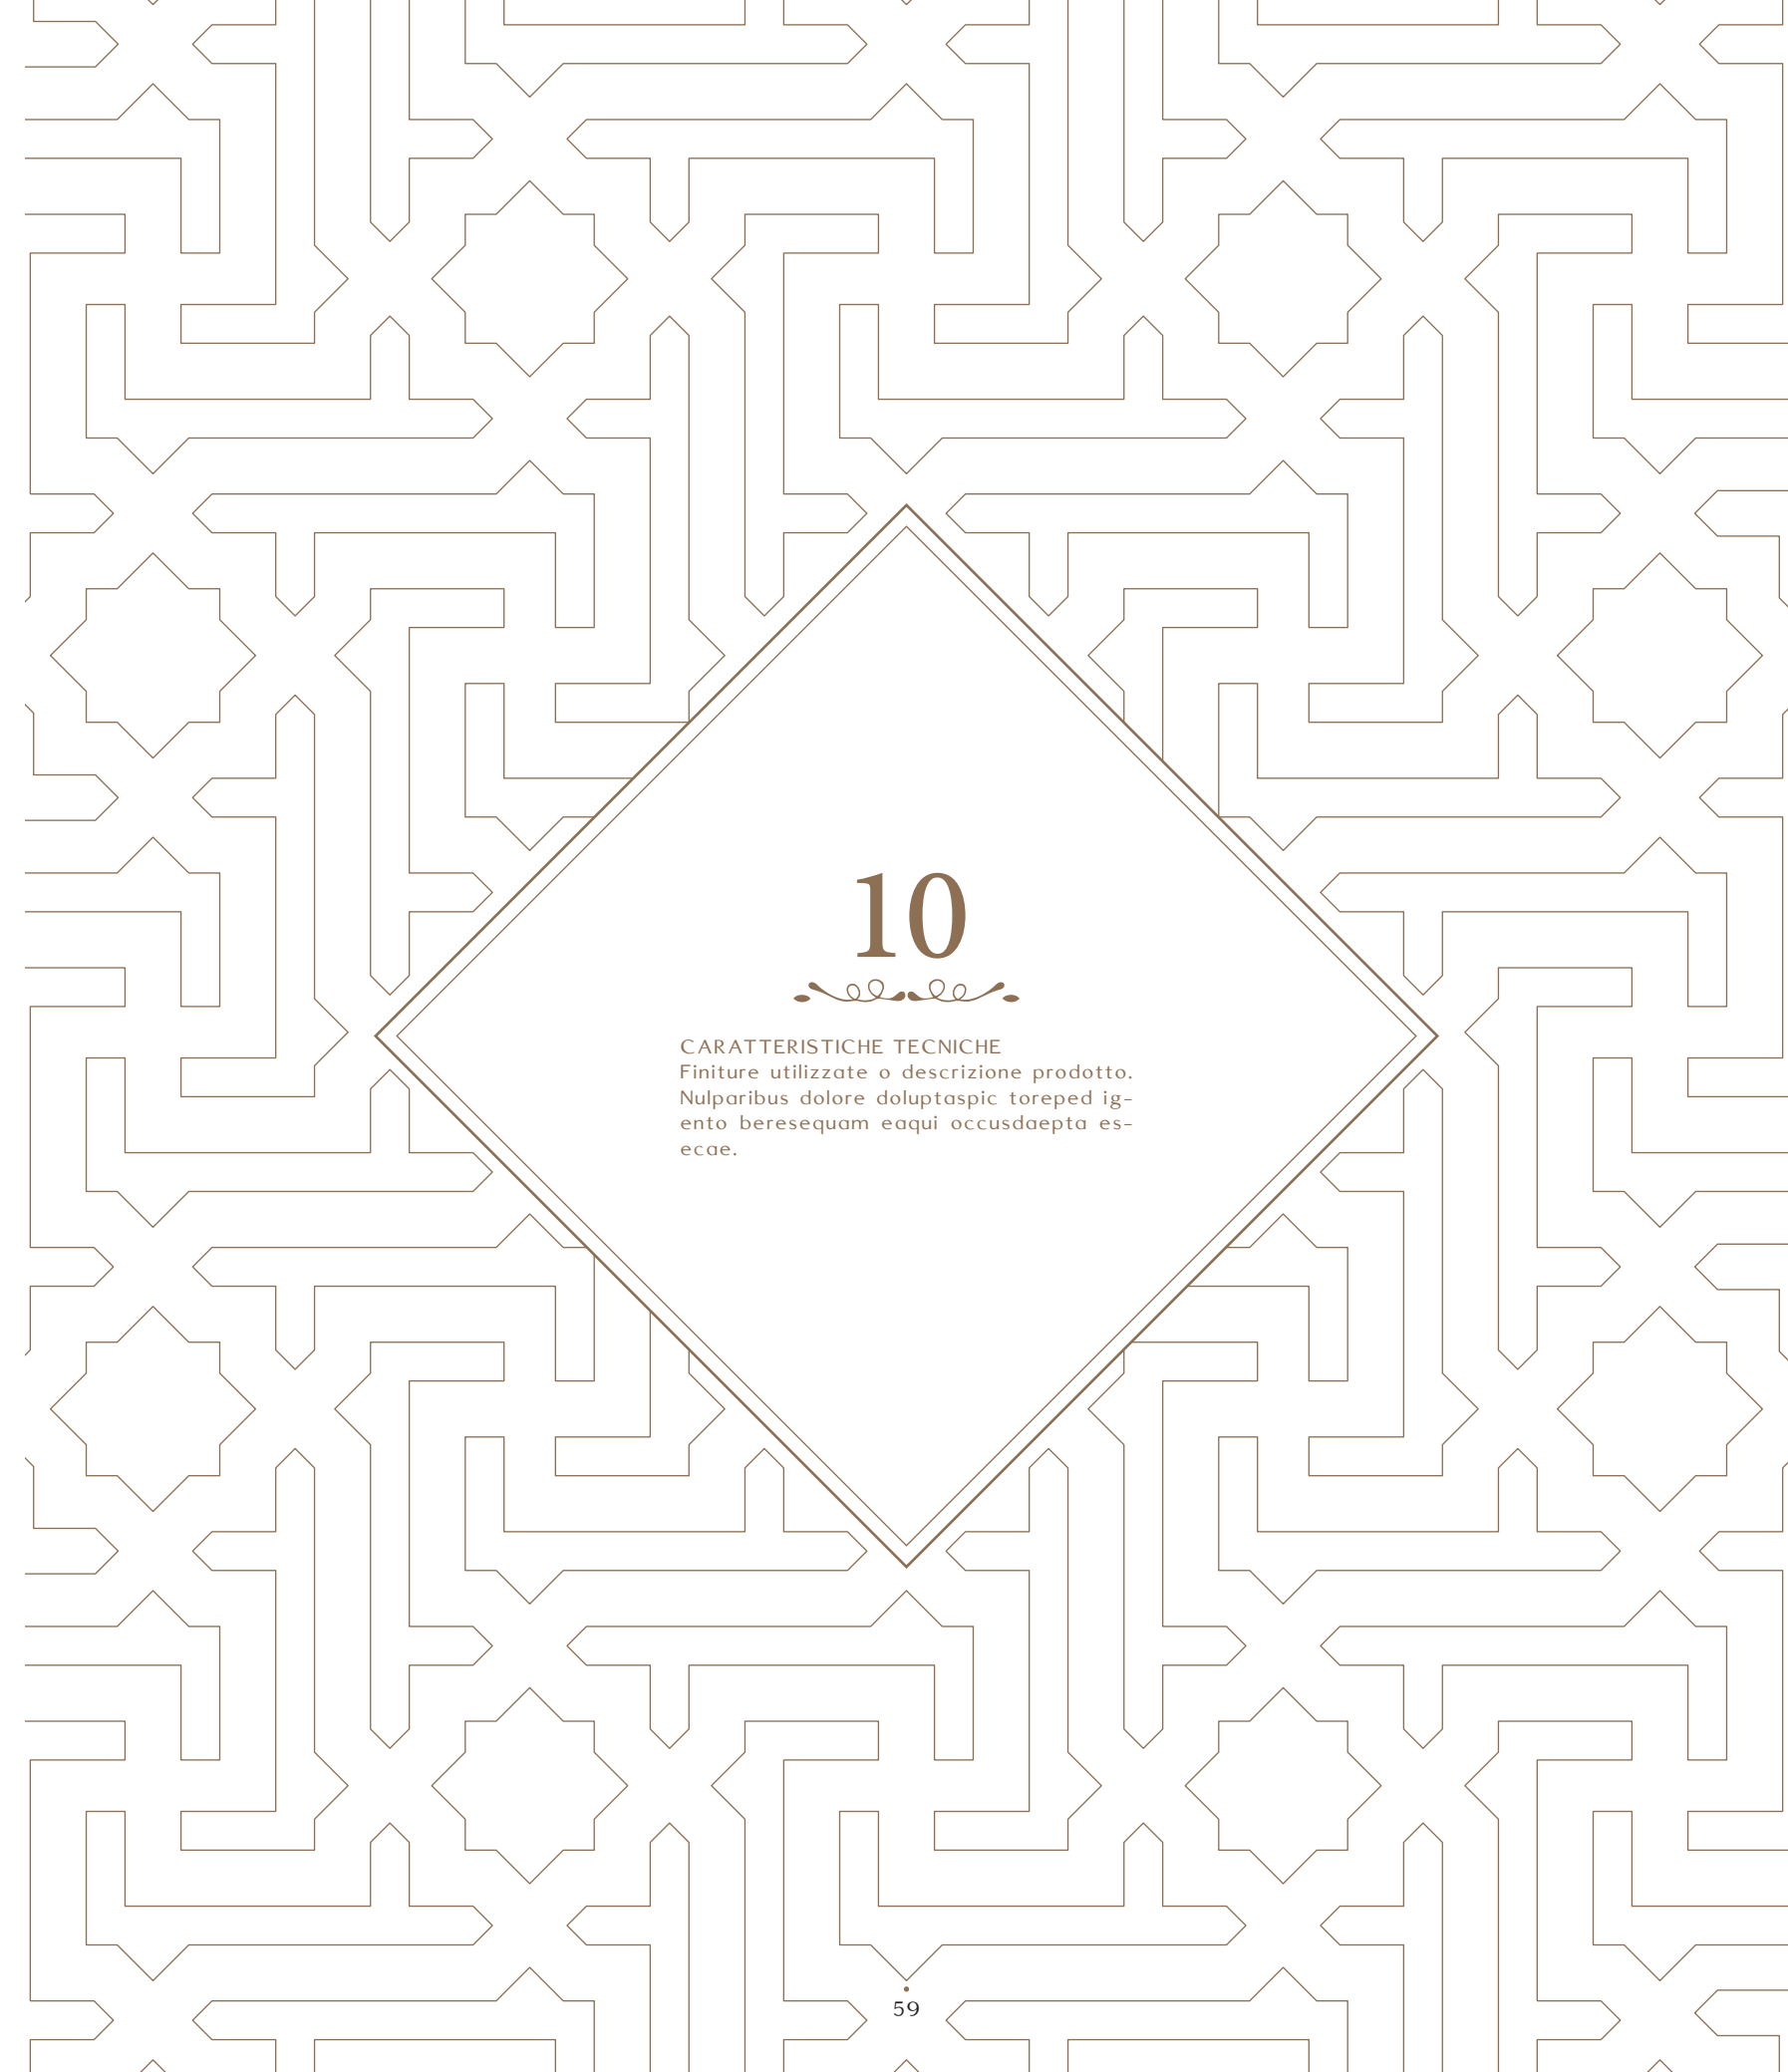 10
CARATTERISTICHE TECNICHE
Finiture utilizzate o descrizione prodotto.
Nulparibus dolore doluptaspic toreped ig-
ento beresequam eaqui occusdaepta es-
ecae.
59